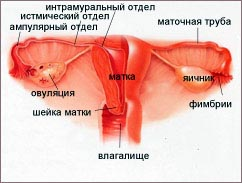 интрамуральный отдел
истмический отдел
ампулярный отдел
маточная труба
матка
яичник
овуляция
фимбрии
шейка матки
влагалище